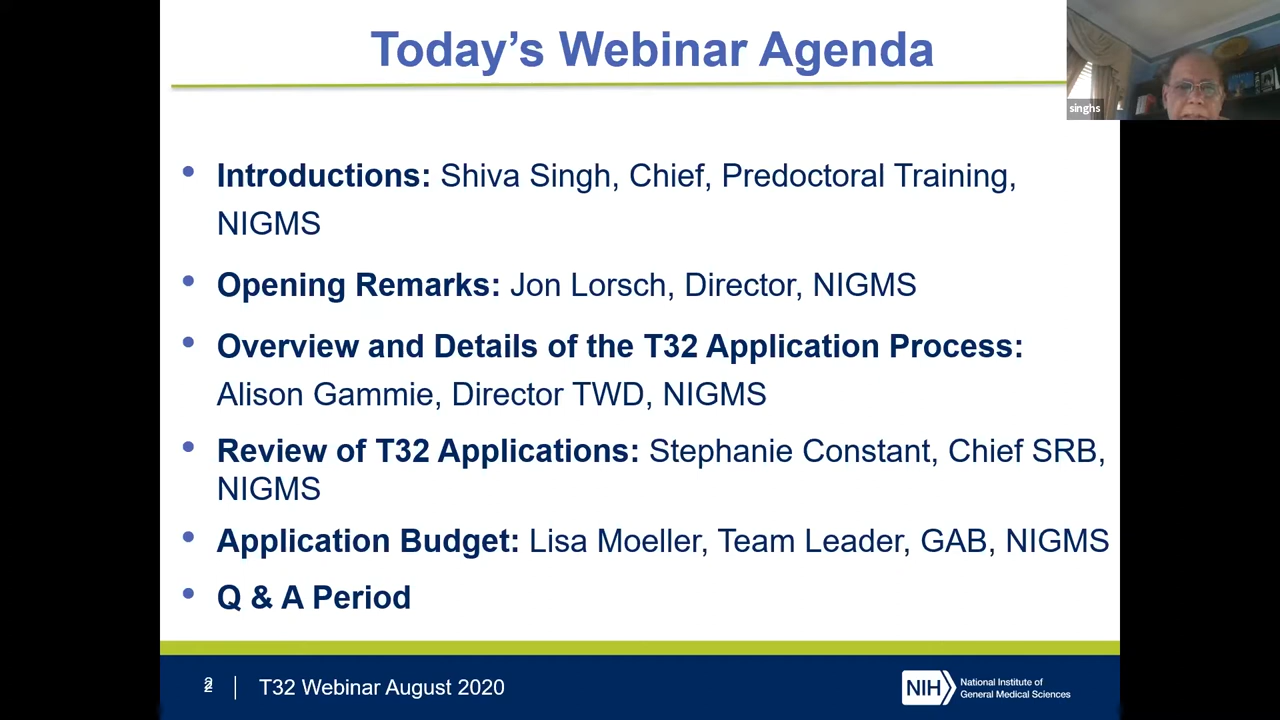 Today’s Webinar Agenda
singhs
• Introductions: Shiva Singh, Chief, Predoctoral Training,
NIGMS
• Opening Remarks: Jon Lorsch, Director, NIGMS
• Overview and Details of the T32 Application Process:
Alison Gammie, Director TWD, NIGMS
• Review of T32 Applications: Stephanie Constant, Chief SRB,
NIGMS
• Application Budget: Lisa Moeller, Team Leader, GAB, NIGMS
• Q & A Period
2 | T32 Webinar August 2020
NIH National Institute of
General Medical Sciences